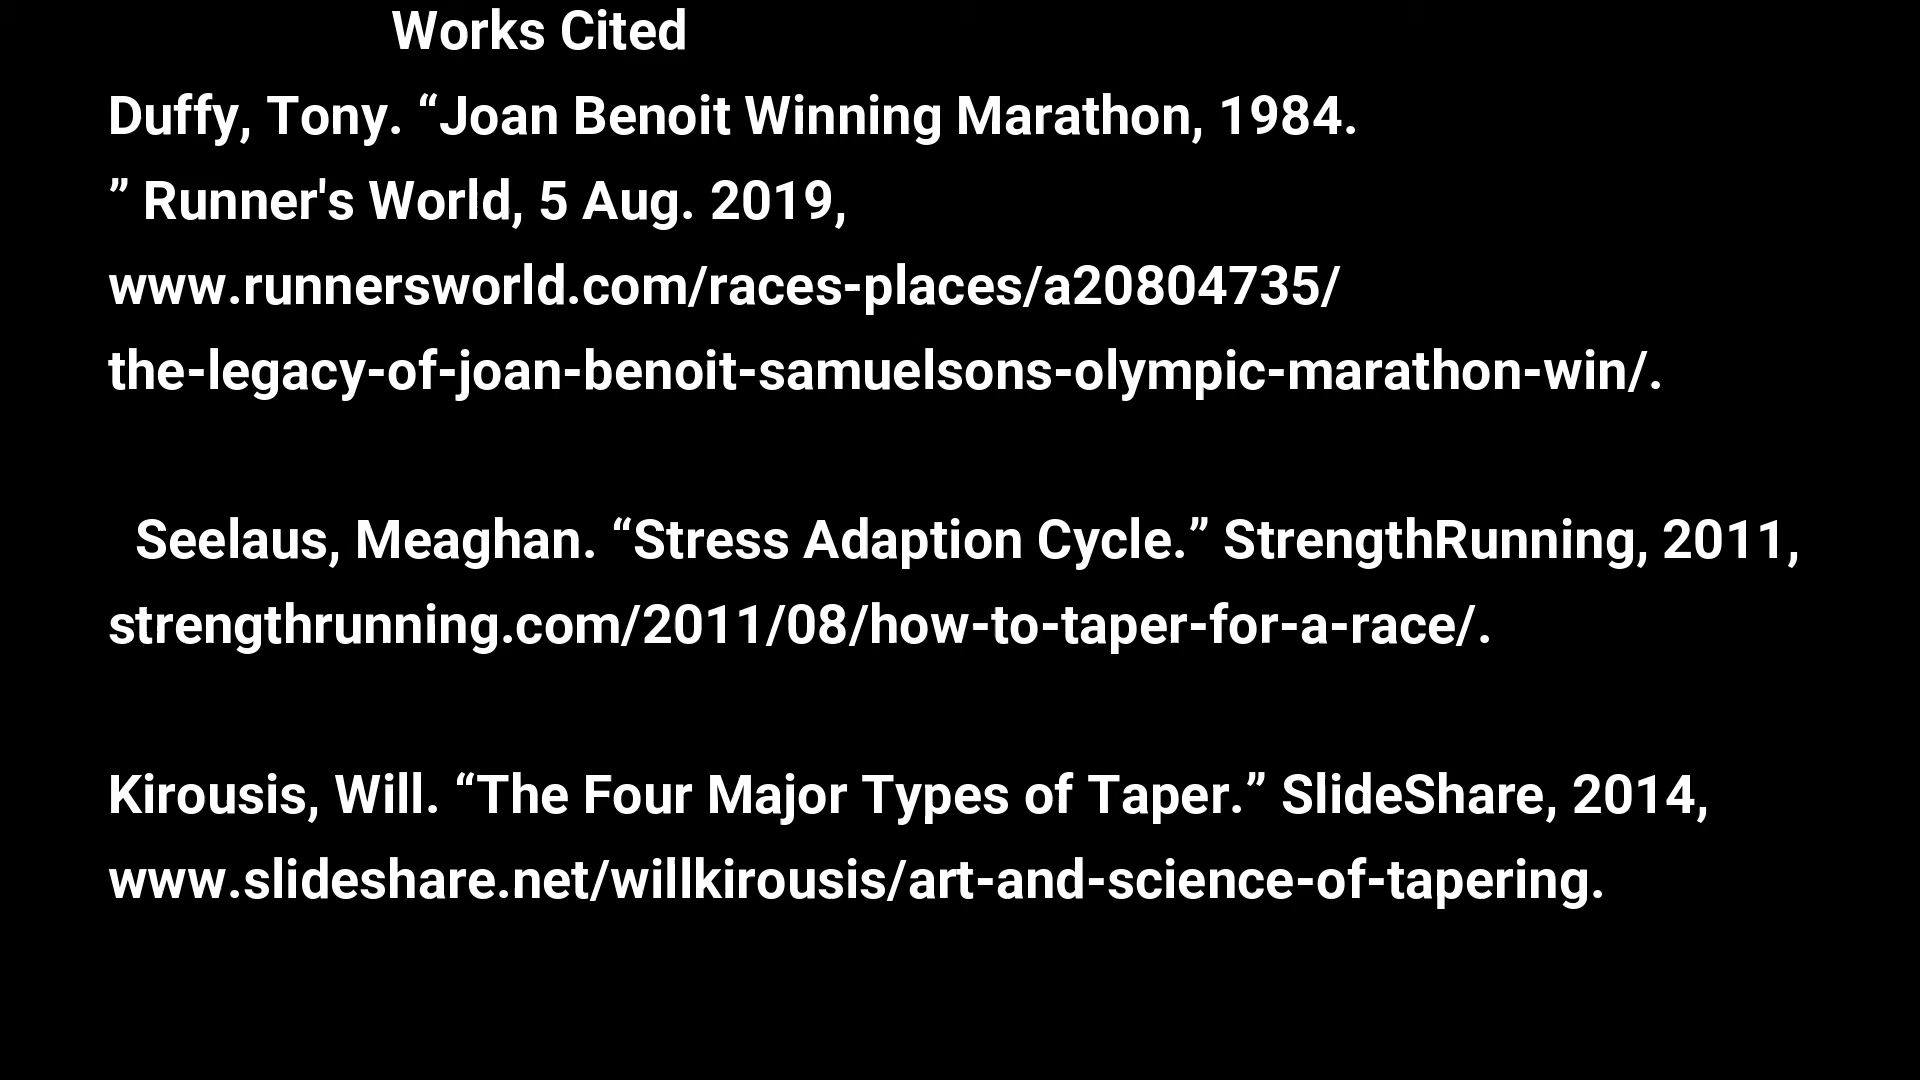 Works Cited
Duffy, Tony. “Joan Benoit Winning Marathon, 1984.
” Runner's World, 5 Aug. 2019,
www.runnersworld.com/races-places/a20804735/
the-legacy-of-joan-benoit-samuelsons-olympic-marathon-win/.
Seelaus, Meaghan. “Stress Adaption Cycle.” StrengthRunning, 2011,
strengthrunning.com/2011/08/how-to-taper-for-a-race/.
Kirousis, Will. “The Four Major Types of Taper.” SlideShare, 2014,
www.slideshare.net/willkirousis/art-and-science-of-tapering.